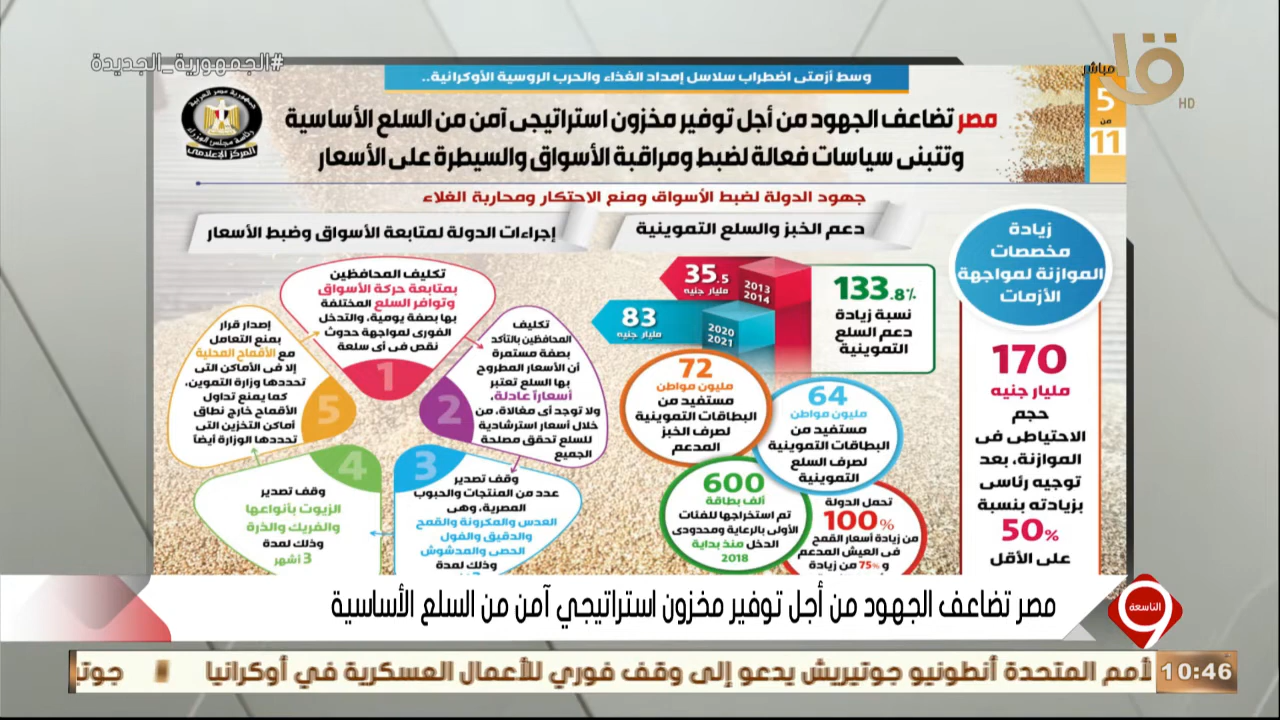 #الجمهورية_الجديدة
مباشر
HD
5
من
11
وسط أزمتى اضطراب سلاسل إمداد الغذاء والحرب الروسية الأوكرانية..
مصر تضاعف الجهود من أجل توفير مخزون استراتيجى آمن من السلع الأساسية
وتتبنى سياسات فعالة لضبط ومراقبة الأسواق والسيطرة على الأسعار
جمهورية مصر العربية
رئاسة مجلس الوزراء
المركز الإعلامى
جهود الدولة لضبط الأسواق ومنع الاحتكار ومحاربة الغلاء
زيادة
مخصصات
الموازنة لمواجهة
الأزمات
170
مليار جنيه
حجم
الاحتياطى فى
الموازنة، بعد
توجيه رئاسى
بزيادته بنسبة
50%
على الأقل
دعم الخبز والسلع التموينية
133.8%
نسبة زيادة
دعم السلع
التموينية
35.5
مليار جنيه
2013
2014
83
مليار جنيه
2020
2021
72
مليون مواطن
مستفيد من
البطاقات التموينية
لصرف الخبز
المدعم
64
مليون مواطن
مستفيد من
البطاقات التموينية
لصرف السلع
التموينية
600
ألف بطاقة
تم استخراجها للفئات
الأولى بالرعاية ومحدودى
الدخل منذ بداية
2018
تحمل الدولة
100%
من زيادة أسعار القمح
فى العيش المدعم
و 75% من زيادة
إجراءات الدولة لمتابعة الأسواق وضبط الأسعار
تكليف المحافظين
بمتابعة حركة الأسواق
وتوافر السلع المختلفة
بها بصفة يومية، والتدخل
الفورى لمواجهة حدوث
نقص فى أى سلعة
1
تكليف
المحافظين بالتأكد
بصفة مستمرة
أن الأسعار المطروح
بها السلع تعتبر
أسعاراً عادلة،
ولا توجد أى مغالاة، من
خلال أسعار استرشادية
للسلع تحقق مصلحة
الجميع
2
وقف تصدير
عدد من المنتجات والحبوب
المصرية، وهى
العدس والمكرونة والقمح
والدقيق والفول
الحصى والمدشوش
وذلك لمدة
3
وقف تصدير
الزيوت بأنواعها
والفريك والذرة
وذلك لمدة
3 أشهر
4
إصدار قرار
بمنع التعامل
مع الأقماح المحلية
إلا فى الأماكن التى
تحددها وزارة التموين،
كما يمنع تداول
الأقماح خارج نطاق
أماكن التخزين التى
تحددها الوزارة أيضاً
5
التاسعة
مصر تضاعف الجهود من أجل توفير مخزون استراتيجي آمن من السلع الأساسية
10:46
لأمم المتحدة أنطونيو جوتيريش يدعو إلى وقف فوري للأعمال العسكرية في أوكرانيا